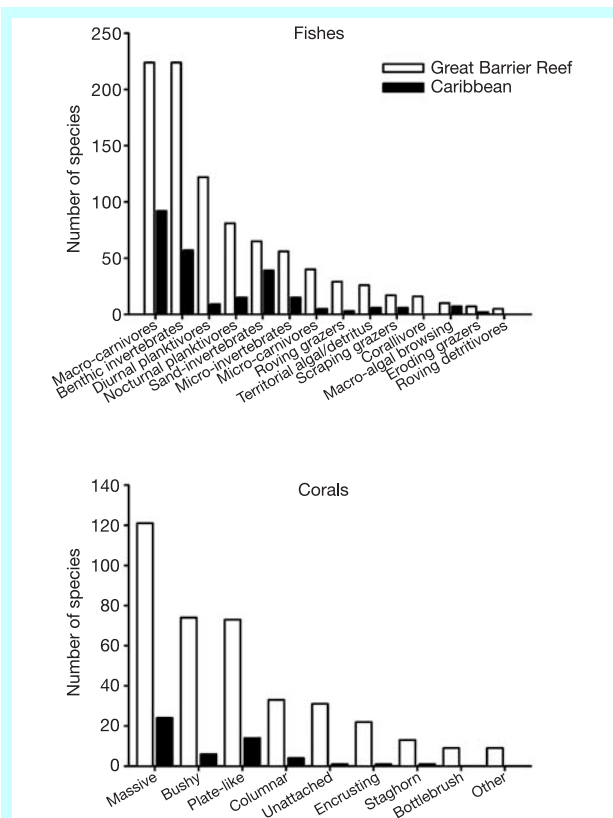 Fishes
Great Barrier Reef
Caribbean
Number of species
250
200
150
100
50
0
Macro-carnivores
Benthic invertebrates
Diurnal planktivores
Nocturnal planktivores
Sand-invertebrates
Micro-invertebrates
Micro-carnivores
Roving grazers
Territorial algal/detritus
Scraping grazers
Corallivore
Macro-algal browsing
Eroding grazers
Roving detritivores
Corals
Number of species
140
120
100
80
60
40
20
0
Massive
Bushy
Plate-like
Columnar
Unattached
Encrusting
Staghorn
Bottlebrush
Other